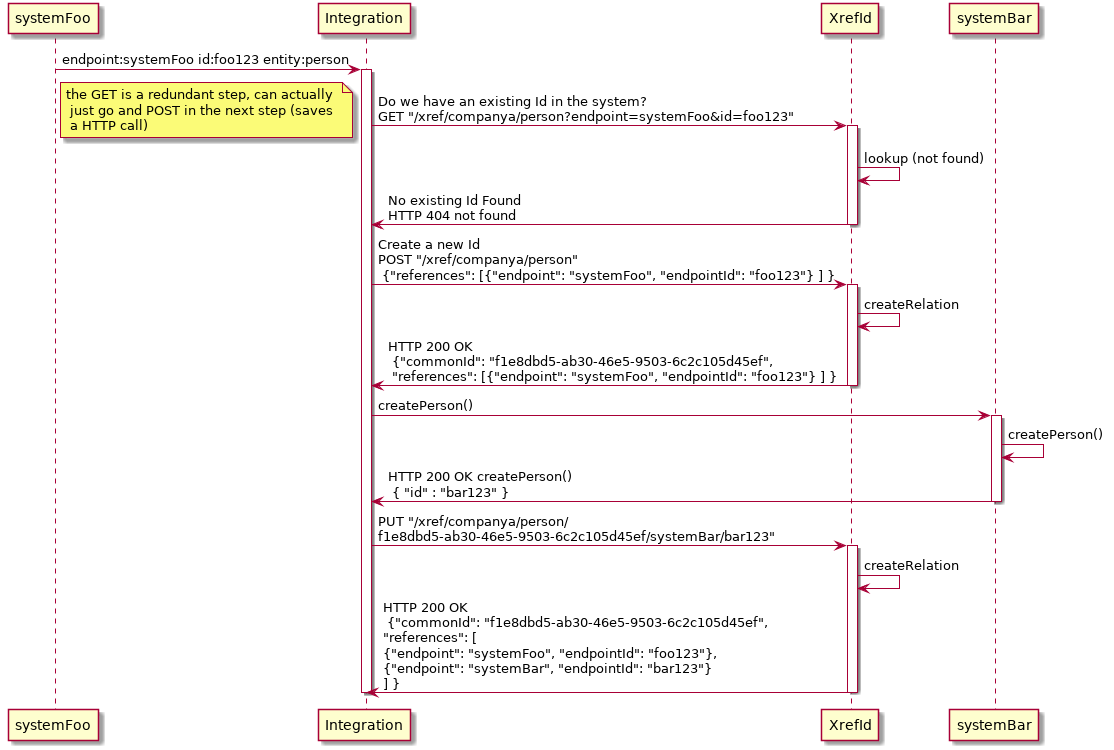 systemFoo
Integration
XrefId
systemBar
endpoint:systemFoo id:foo123 entity:person
the GET is a redundant step, can actually
just go and POST in the next step (saves
a HTTP call)
Do we have an existing Id in the system?
GET "/xref/companya/person?endpoint=systemFoo&id=foo123"
lookup (not found)
No existing Id Found
HTTP 404 not found
Create a new Id
POST "/xref/companya/person"
{"references": [{"endpoint": "systemFoo", "endpointId": "foo123"} ] }
createRelation
HTTP 200 OK
{"commonId": "f1e8dbd5-ab30-46e5-9503-6c2c105d45ef",
"references": [{"endpoint": "systemFoo", "endpointId": "foo123"} ] }
createPerson()
createPerson()
HTTP 200 OK createPerson()
{ "id" : "bar123" }
PUT "/xref/companya/person/
f1e8dbd5-ab30-46e5-9503-6c2c105d45ef/systemBar/bar123"
createRelation
HTTP 200 OK
{"commonId": "f1e8dbd5-ab30-46e5-9503-6c2c105d45ef",
"references": [
{"endpoint": "systemFoo", "endpointId": "foo123"},
{"endpoint": "systemBar", "endpointId": "bar123"}
] }
systemFoo
Integration
XrefId
systemBar